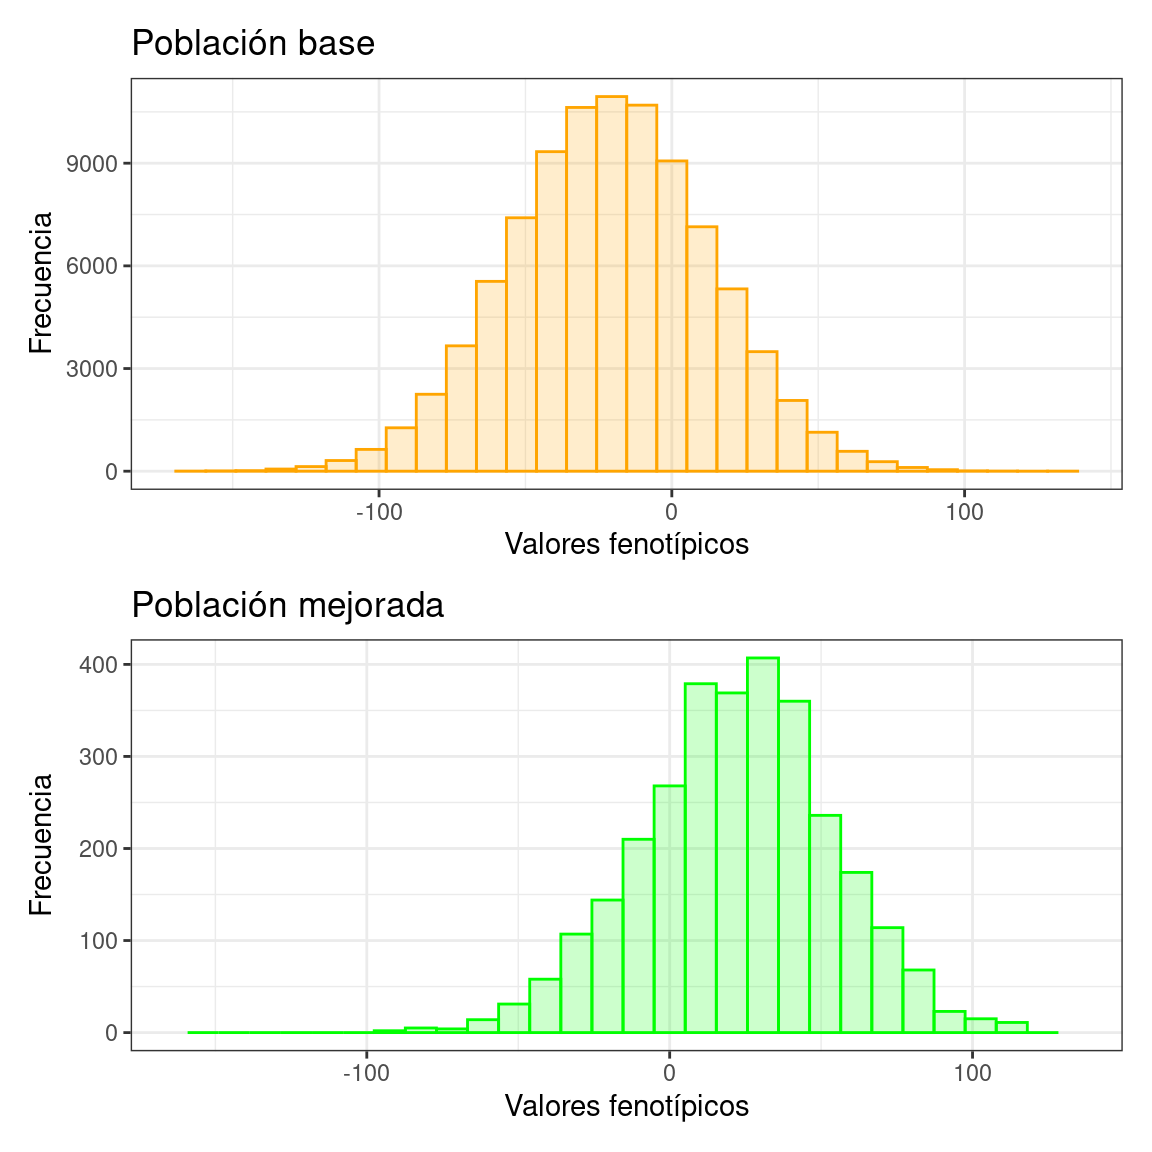 Población base
9000
6000
3000
0
Frecuencia
-100 0 100
Valores fenotípicos
Población mejorada
400
300
200
100
0
Frecuencia
-100 0 100
Valores fenotípicos